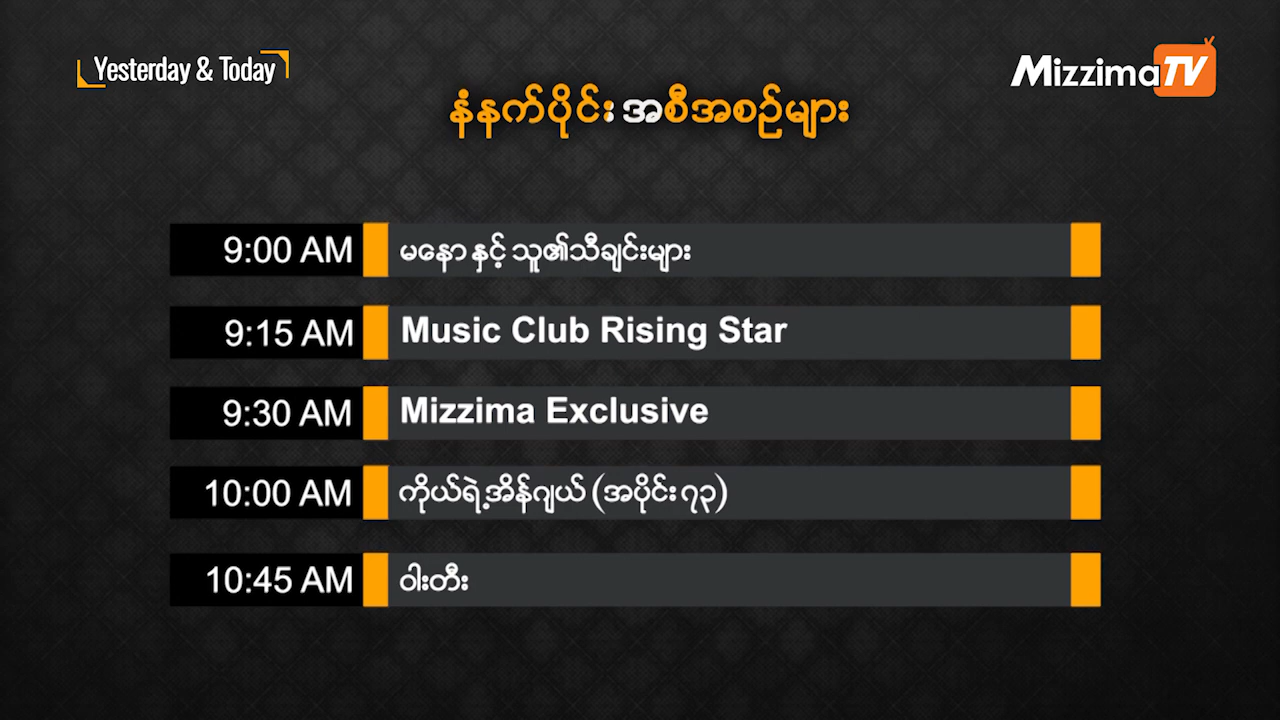 Yesterday & Today
Mizzima TV
နံနက်ပိုင်း အစီအစဉ်များ
9:00 AM မနော နှင့် သူ၏သီချင်းများ
9:15 AM Music Club Rising Star
9:30 AM Mizzima Exclusive
10:00 AM ကိုယ်ရဲ့အိန်ဂျယ် (အပိုင်း ၇၃)
10:45 AM ဝါးတီး